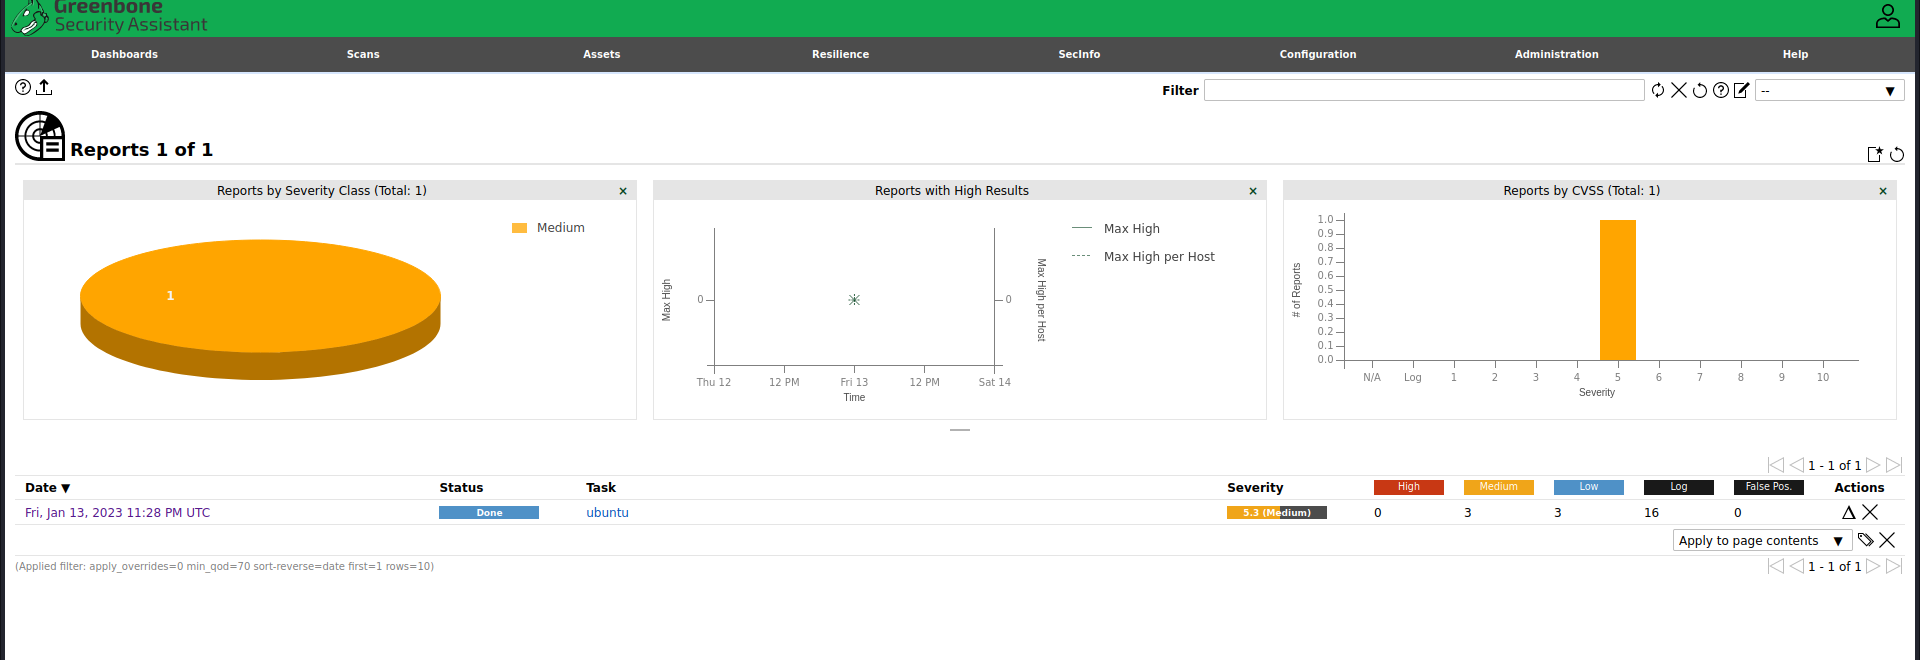 Greenbone
Security Assistant
Dashboards Scans Assets Resilience SecInfo Configuration Administration Help
Filter -- ▼
Reports 1 of 1
Reports by Severity Class (Total: 1) ×
Medium
1
Reports with High Results ×
Max High
Max High per Host
Max High
0
0
Max High per Host
Thu 12 12 PM Fri 13 12 PM Sat 14
Time
Reports by CVSS (Total: 1) ×
1.0
0.9
0.8
0.7
0.6
0.5
0.4
0.3
0.2
0.1
0.0
# of Reports
N/A Log 1 2 3 4 5 6 7 8 9 10
Severity
1 - 1 of 1
Date ▼ Status Task Severity High Medium Low Log False Pos. Actions
Fri, Jan 13, 2023 11:28 PM UTC Done ubuntu 5.3 (Medium) 0 3 3 16 0
Apply to page contents ▼
(Applied filter: apply_overrides=0 min_qod=70 sort-reverse=date first=1 rows=10) 1 - 1 of 1